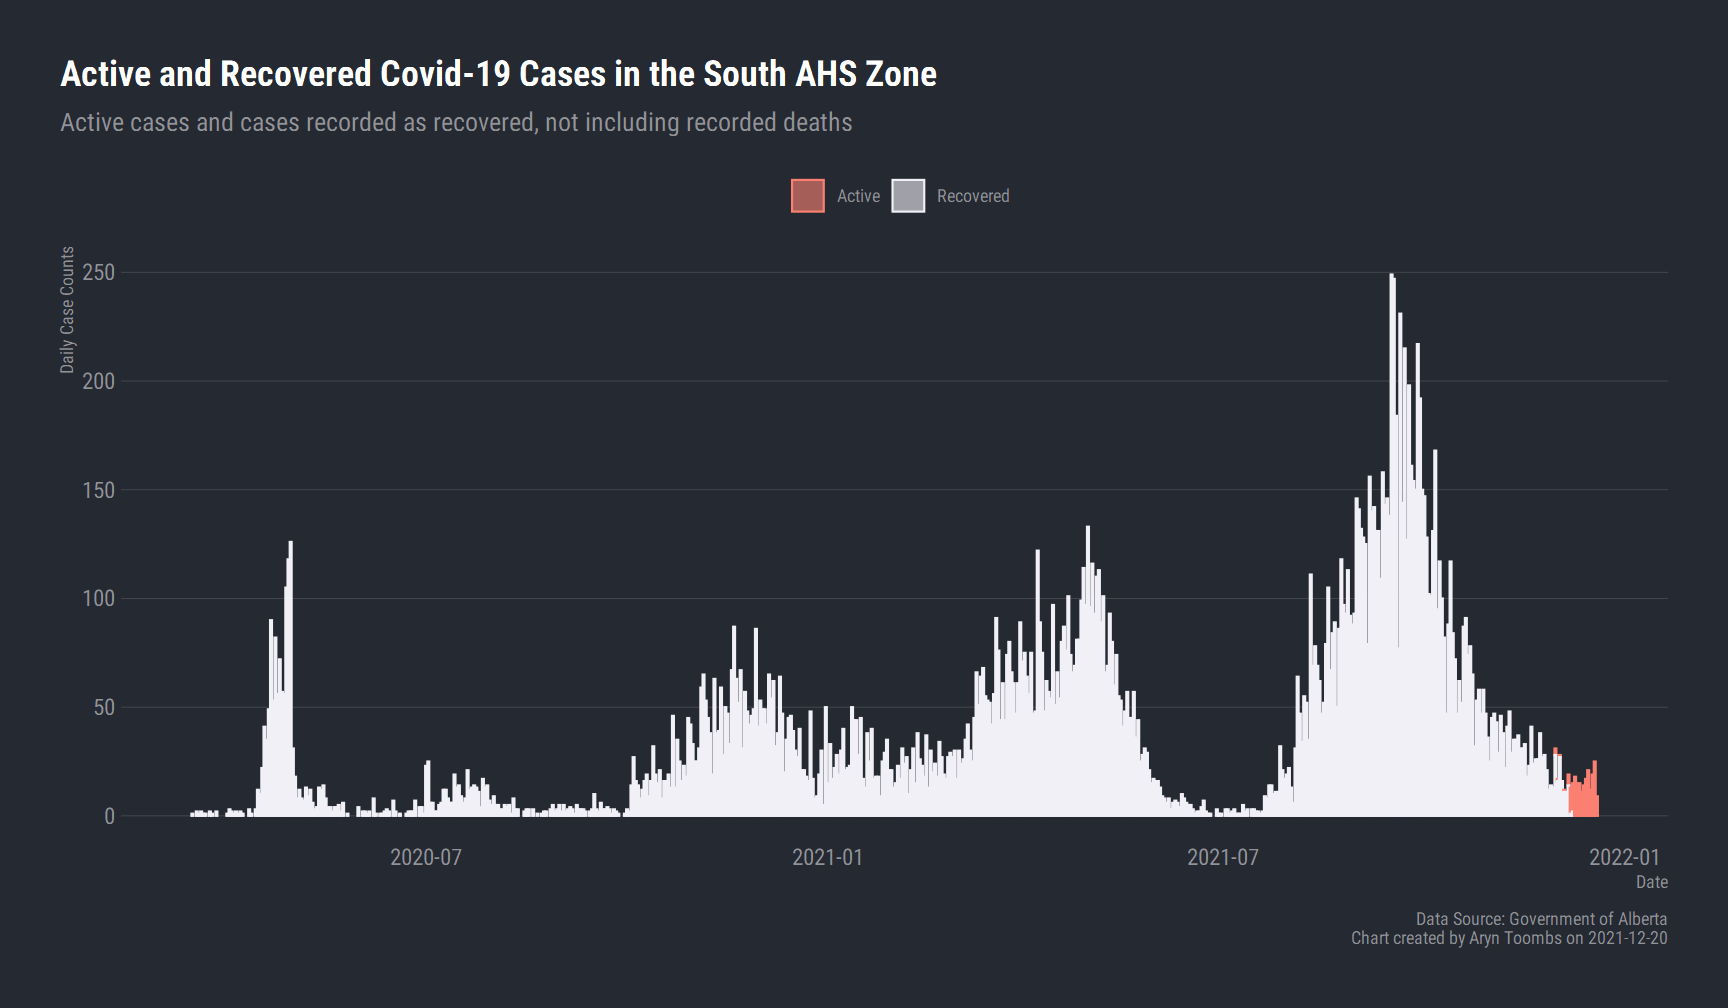 Active and Recovered Covid-19 Cases in the South AHS Zone
Active cases and cases recorded as recovered, not including recorded deaths
Active
Recovered
Daily Case Counts
250
200
150
100
50
0
2020-07
2021-01
2021-07
2022-01
Date
Data Source: Government of Alberta
Chart created by Aryn Toombs on 2021-12-20